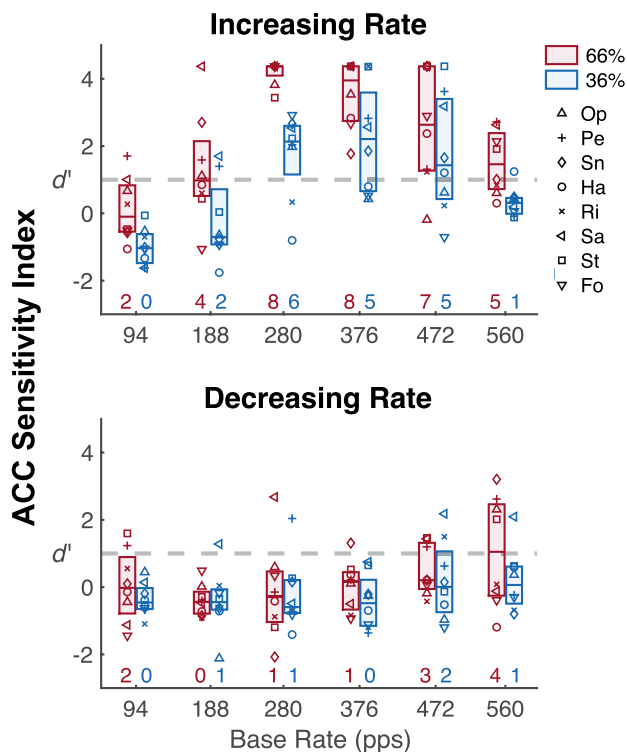 Increasing Rate
66%
36%
Op
Pe
Sn
Ha
Ri
Sa
St
Fo
ACC Sensitivity Index
4
2
d'
0
-2
2 0 4 2 8 6 8 5 7 5 5 1
94 188 280 376 472 560
Decreasing Rate
4
2
d'
0
-2
2 0 0 1 1 1 1 0 3 2 4 1
94 188 280 376 472 560
Base Rate (pps)